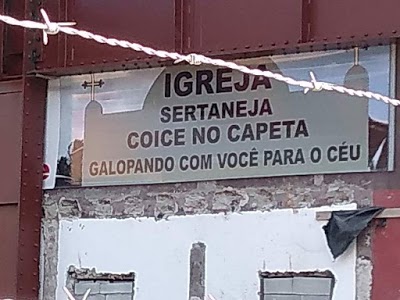 IGREJA
SERTANEJA
COICE NO CAPETA
GALOPANDO COM VOCÊ PARA O CÉU